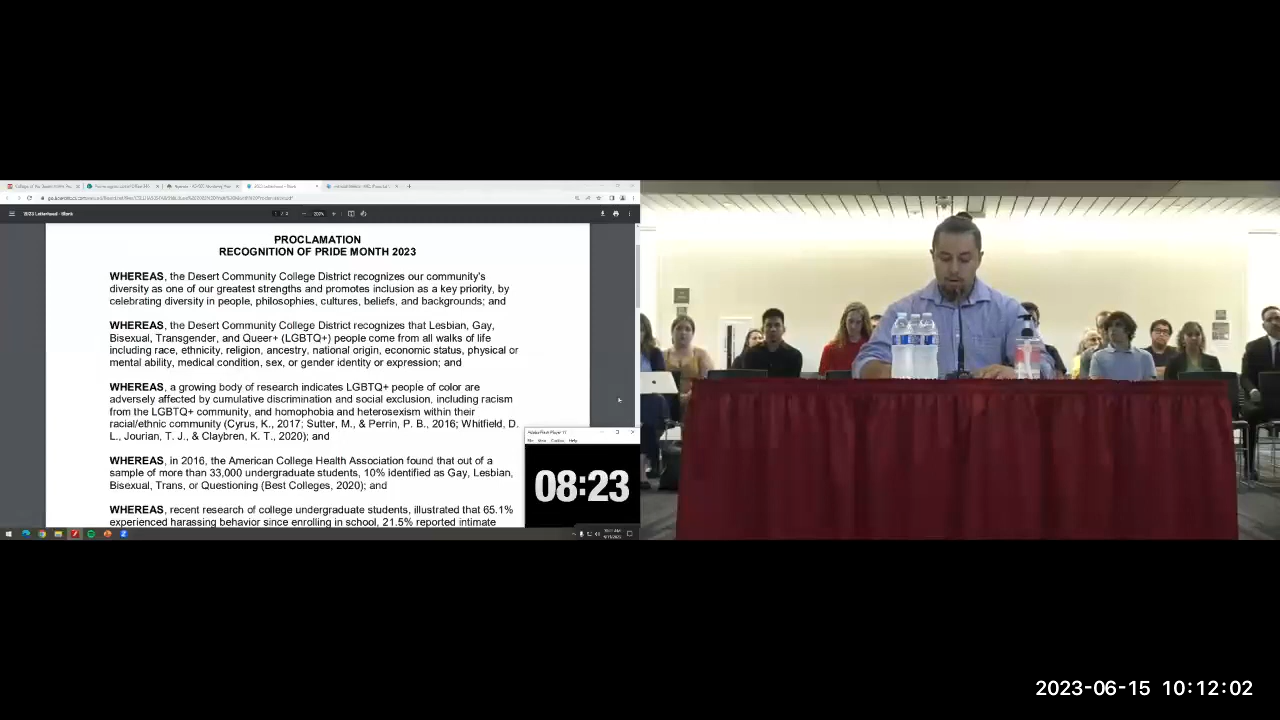 2023 Letterhead - Blank
PROCLAMATION
RECOGNITION OF PRIDE MONTH 2023
WHEREAS, the Desert Community College District recognizes our community's
diversity as one of our greatest strengths and promotes inclusion as a key priority, by
celebrating diversity in people, philosophies, cultures, beliefs, and backgrounds; and
WHEREAS, the Desert Community College District recognizes that Lesbian, Gay,
Bisexual, Transgender, and Queer+ (LGBTQ+) people come from all walks of life
including race, ethnicity, religion, ancestry, national origin, economic status, physical or
mental ability, medical condition, sex, or gender identity or expression; and
WHEREAS, a growing body of research indicates LGBTQ+ people of color are
adversely affected by cumulative discrimination and social exclusion, including racism
from the LGBTQ+ community, and homophobia and heterosexism within their
racial/ethnic community (Cyrus, K., 2017; Sutter, M., & Perrin, P. B., 2016; Whitfield, D.
L., Jourian, T. J., & Claybren, K. T., 2020); and
WHEREAS, in 2016, the American College Health Association found that out of a
sample of more than 33,000 undergraduate students, 10% identified as Gay, Lesbian,
Bisexual, Trans, or Questioning (Best Colleges, 2020); and
WHEREAS, recent research of college undergraduate students, illustrated that 65.1%
experienced harassing behavior since enrolling in school, 21.5% reported intimate
File View Control Help
08:23
2023-06-15 10:12:02